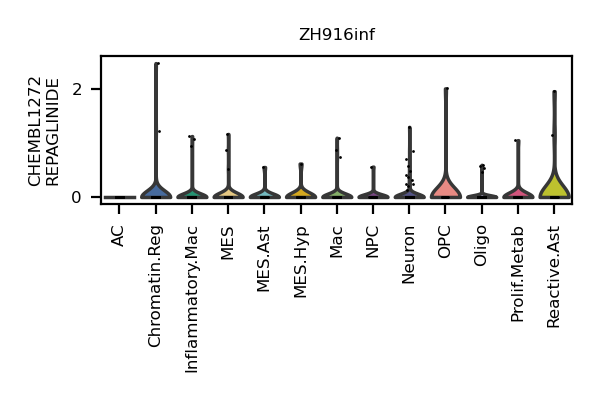 ZH916inf
CHEMBL1272
REPAGLINIDE
2
0
AC
Chromatin.Reg
Inflammatory.Mac
MES
MES.Ast
MES.Hyp
Mac
NPC
Neuron
OPC
Oligo
Prolif.Metab
Reactive.Ast